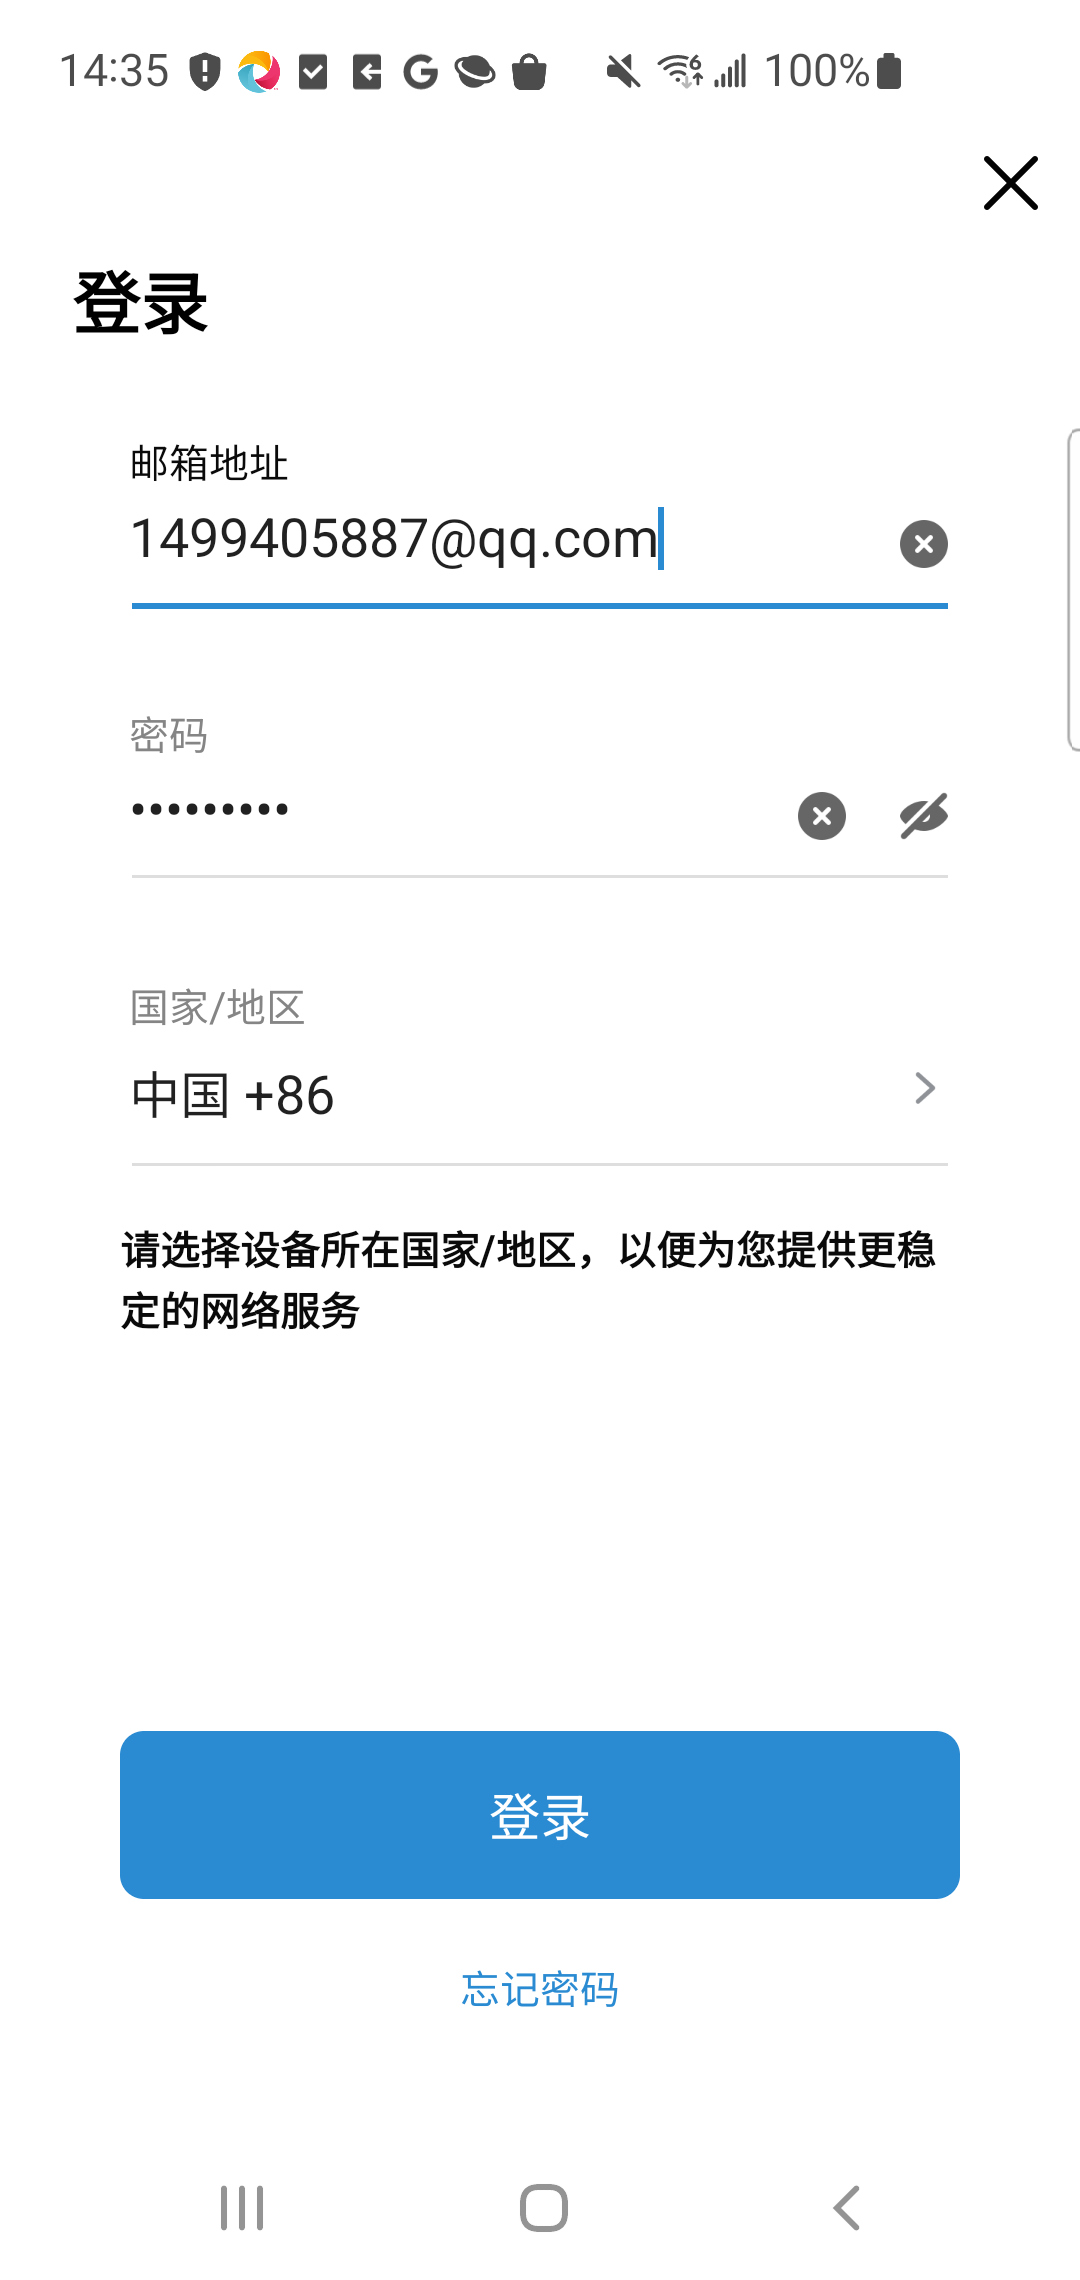 14:35 100%
登录
邮箱地址
1499405887@qq.com
密码
•••••••••
国家/地区
中国 +86
请选择设备所在国家/地区，以便为您提供更稳
定的网络服务
登录
忘记密码